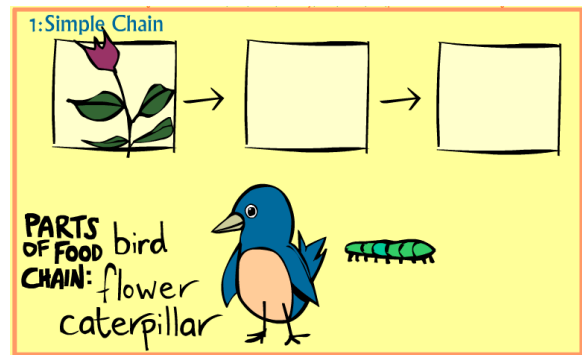 1:Simple Chain
PARTS
OF FOOD
CHAIN:
bird
flower
caterpillar